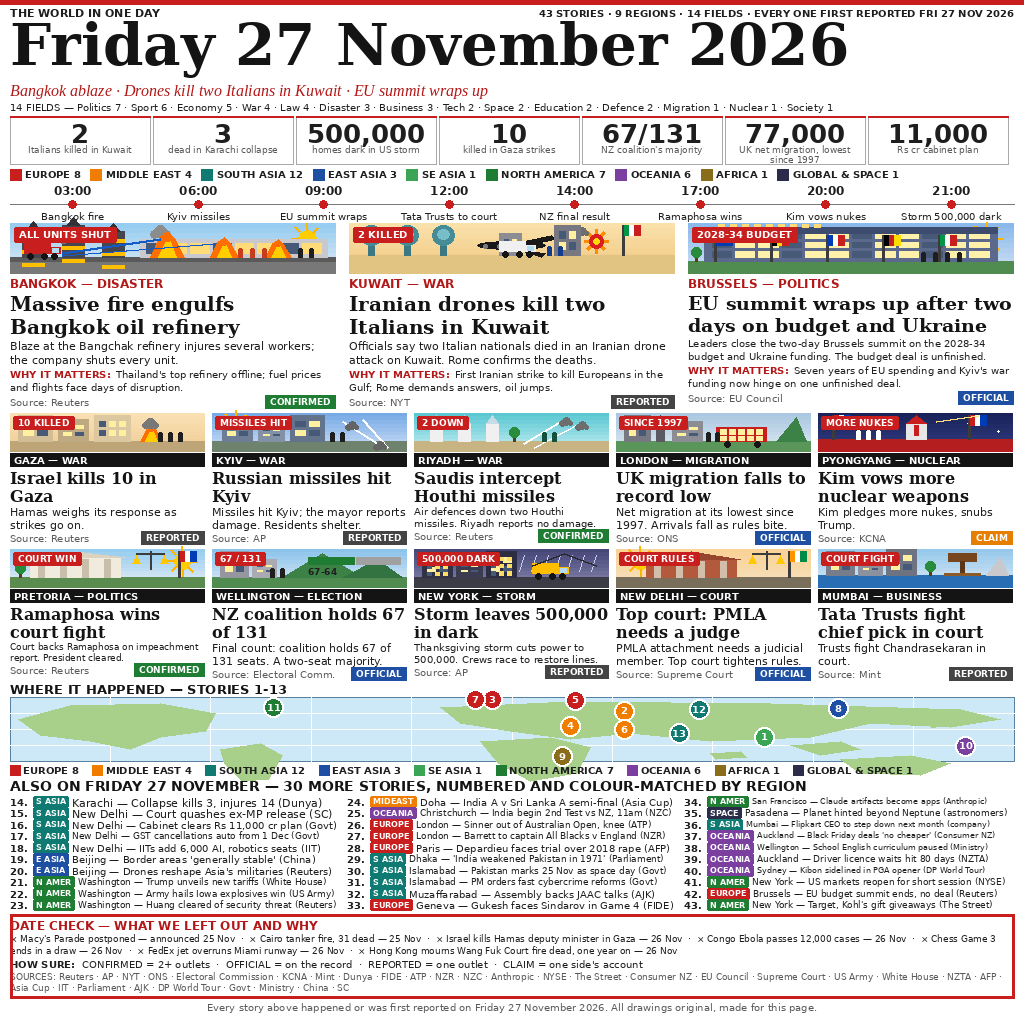 THE WORLD IN ONE DAY
43 STORIES · 9 REGIONS · 14 FIELDS · EVERY ONE FIRST REPORTED FRI 27 NOV 2026
Friday 27 November 2026
Bangkok ablaze · Drones kill two Italians in Kuwait · EU summit wraps up
14 FIELDS — Politics 7 · Sport 6 · Economy 5 · War 4 · Law 4 · Disaster 3 · Business 3 · Tech 2 · Space 2 · Education 2 · Defence 2 · Migration 1 · Nuclear 1 · Society 1
2
Italians killed in Kuwait
3
dead in Karachi collapse
500,000
homes dark in US storm
10
killed in Gaza strikes
67/131
NZ coalition's majority
77,000
UK net migration, lowest
since 1997
11,000
Rs cr cabinet plan
EUROPE 8 MIDDLE EAST 4 SOUTH ASIA 12 EAST ASIA 3 SE ASIA 1 NORTH AMERICA 7 OCEANIA 6 AFRICA 1 GLOBAL & SPACE 1
03:00 06:00 09:00 12:00 14:00 17:00 20:00 21:00
Bangkok fire Kyiv missiles EU summit wraps Tata Trusts to court NZ final result Ramaphosa wins Kim vows nukes Storm 500,000 dark
ALL UNITS SHUT
BANGKOK — DISASTER
Massive fire engulfs
Bangkok oil refinery
Blaze at the Bangchak refinery injures several workers;
the company shuts every unit.
WHY IT MATTERS: Thailand's top refinery offline; fuel prices
and flights face days of disruption.
Source: Reuters
CONFIRMED
2 KILLED
KUWAIT — WAR
Iranian drones kill two
Italians in Kuwait
Officials say two Italian nationals died in an Iranian drone
attack on Kuwait. Rome confirms the deaths.
WHY IT MATTERS: First Iranian strike to kill Europeans in the
Gulf; Rome demands answers, oil jumps.
Source: NYT
REPORTED
2028-34 BUDGET
BRUSSELS — POLITICS
EU summit wraps up after two
days on budget and Ukraine
Leaders close the two-day Brussels summit on the 2028-34
budget and Ukraine funding. The budget deal is unfinished.
WHY IT MATTERS: Seven years of EU spending and Kyiv's war
funding now hinge on one unfinished deal.
Source: EU Council
OFFICIAL
10 KILLED
GAZA — WAR
Israel kills 10 in
Gaza
Hamas weighs its response as
strikes go on.
Source: Reuters
REPORTED
MISSILES HIT
KYIV — WAR
Russian missiles hit
Kyiv
Missiles hit Kyiv; the mayor reports
damage. Residents shelter.
Source: AP
REPORTED
2 DOWN
RIYADH — WAR
Saudis intercept
Houthi missiles
Air defences down two Houthi
missiles. Riyadh reports no damage.
Source: Reuters
CONFIRMED
SINCE 1997
LONDON — MIGRATION
UK migration falls to
record low
Net migration at its lowest since
1997. Arrivals fall as rules bite.
Source: ONS
OFFICIAL
MORE NUKES
PYONGYANG — NUCLEAR
Kim vows more
nuclear weapons
Kim pledges more nukes, snubs
Trump.
Source: KCNA
CLAIM
COURT WIN
PRETORIA — POLITICS
Ramaphosa wins
court fight
Court backs Ramaphosa on impeachment
report. President cleared.
Source: Reuters
CONFIRMED
67 / 131
67-64
WELLINGTON — ELECTION
NZ coalition holds 67
of 131
Final count: coalition holds 67 of
131 seats. A two-seat majority.
Source: Electoral Comm.
OFFICIAL
500,000 DARK
NEW YORK — STORM
Storm leaves 500,000
in dark
Thanksgiving storm cuts power to
500,000. Crews race to restore lines.
Source: AP
REPORTED
COURT RULES
NEW DELHI — COURT
Top court: PMLA
needs a judge
PMLA attachment needs a judicial
member. Top court tightens rules.
Source: Reuters
OFFICIAL
COURT FIGHT
MUMBAI — BUSINESS
Tata Trusts fight
chief pick in court
Trusts fight Chandrasekaran in
court.
Source: Mint
REPORTED
WHERE IT HAPPENED — STORIES 1-13
11 7 3 5 2 12 8 4 6 13 1 9 10
EUROPE 8 MIDDLE EAST 4 SOUTH ASIA 12 EAST ASIA 3 SE ASIA 1 NORTH AMERICA 7 OCEANIA 6 AFRICA 1 GLOBAL & SPACE 1
ALSO ON FRIDAY 27 NOVEMBER — 30 MORE STORIES, NUMBERED AND COLOUR-MATCHED BY REGION
14. S ASIA Karachi — Collapse kills 3, injures 14 (Dunya)
15. S ASIA New Delhi — Court quashes ex-MP release (SC)
16. S ASIA New Delhi — Cabinet clears Rs 11,000 cr plan (Govt)
17. S ASIA New Delhi — GST cancellations auto from 1 Dec (Govt)
18. S ASIA New Delhi — IITs add 6,000 AI, robotics seats (IIT)
19. E ASIA Beijing — Border areas 'generally stable' (China)
20. E ASIA Beijing — Drones reshape Asia's militaries (Reuters)
21. N AMER Washington — Trump unveils new tariffs (White House)
22. N AMER Washington — Army hails Iowa explosives win (US Army)
23. N AMER Washington — Huang cleared of security threat (Reuters)
24. MIDEAST Doha — India A v Sri Lanka A semi-final (Asia Cup)
25. OCEANIA Christchurch — India begin 2nd Test vs NZ, 11am (NZC)
26. EUROPE London — Sinner out of Australian Open, knee (ATP)
27. EUROPE London — Barrett to captain All Blacks v England (NZR)
28. EUROPE Paris — Depardieu faces trial over 2018 rape (AFP)
29. S ASIA Dhaka — 'India weakened Pakistan in 1971' (Parliament)
30. S ASIA Islamabad — Pakistan marks 25 Nov as space day (Govt)
31. S ASIA Islamabad — PM orders fast cybercrime reforms (Govt)
32. S ASIA Muzaffarabad — Assembly backs JAAC talks (AJK)
33. EUROPE Geneva — Gukesh faces Sindarov in Game 4 (FIDE)
34. N AMER San Francisco — Claude artifacts become apps (Anthropic)
35. SPACE Pasadena — Planet hinted beyond Neptune (astronomers)
36. S ASIA Mumbai — Flipkart CEO to step down next month (company)
37. OCEANIA Auckland — Black Friday deals 'no cheaper' (Consumer NZ)
38. OCEANIA Wellington — School English curriculum paused (Ministry)
39. OCEANIA Auckland — Driver licence waits hit 80 days (NZTA)
40. OCEANIA Sydney — Kibon sidelined in PGA opener (DP World Tour)
41. N AMER New York — US markets reopen for short session (NYSE)
42. EUROPE Brussels — EU budget summit ends, no deal (Reuters)
43. N AMER New York — Target, Kohl's gift giveaways (The Street)
DATE CHECK — WHAT WE LEFT OUT AND WHY
× Macy's Parade postponed — announced 25 Nov · × Cairo tanker fire, 31 dead — 25 Nov · × Israel kills Hamas deputy minister in Gaza — 26 Nov · × Congo Ebola passes 12,000 cases — 26 Nov · × Chess Game 3
ends in a draw — 26 Nov · × FedEx jet overruns Miami runway — 26 Nov · × Hong Kong mourns Wang Fuk Court fire dead, one year on — 26 Nov
HOW SURE: CONFIRMED = 2+ outlets · OFFICIAL = on the record · REPORTED = one outlet · CLAIM = one side's account
SOURCES: Reuters · AP · NYT · ONS · Electoral Commission · KCNA · Mint · Dunya · FIDE · ATP · NZR · NZC · Anthropic · NYSE · The Street · Consumer NZ · EU Council · Supreme Court · US Army · White House · NZTA · AFP ·
Asia Cup · IIT · Parliament · AJK · DP World Tour · Govt · Ministry · China · SC
Every story above happened or was first reported on Friday 27 November 2026. All drawings original, made for this page.